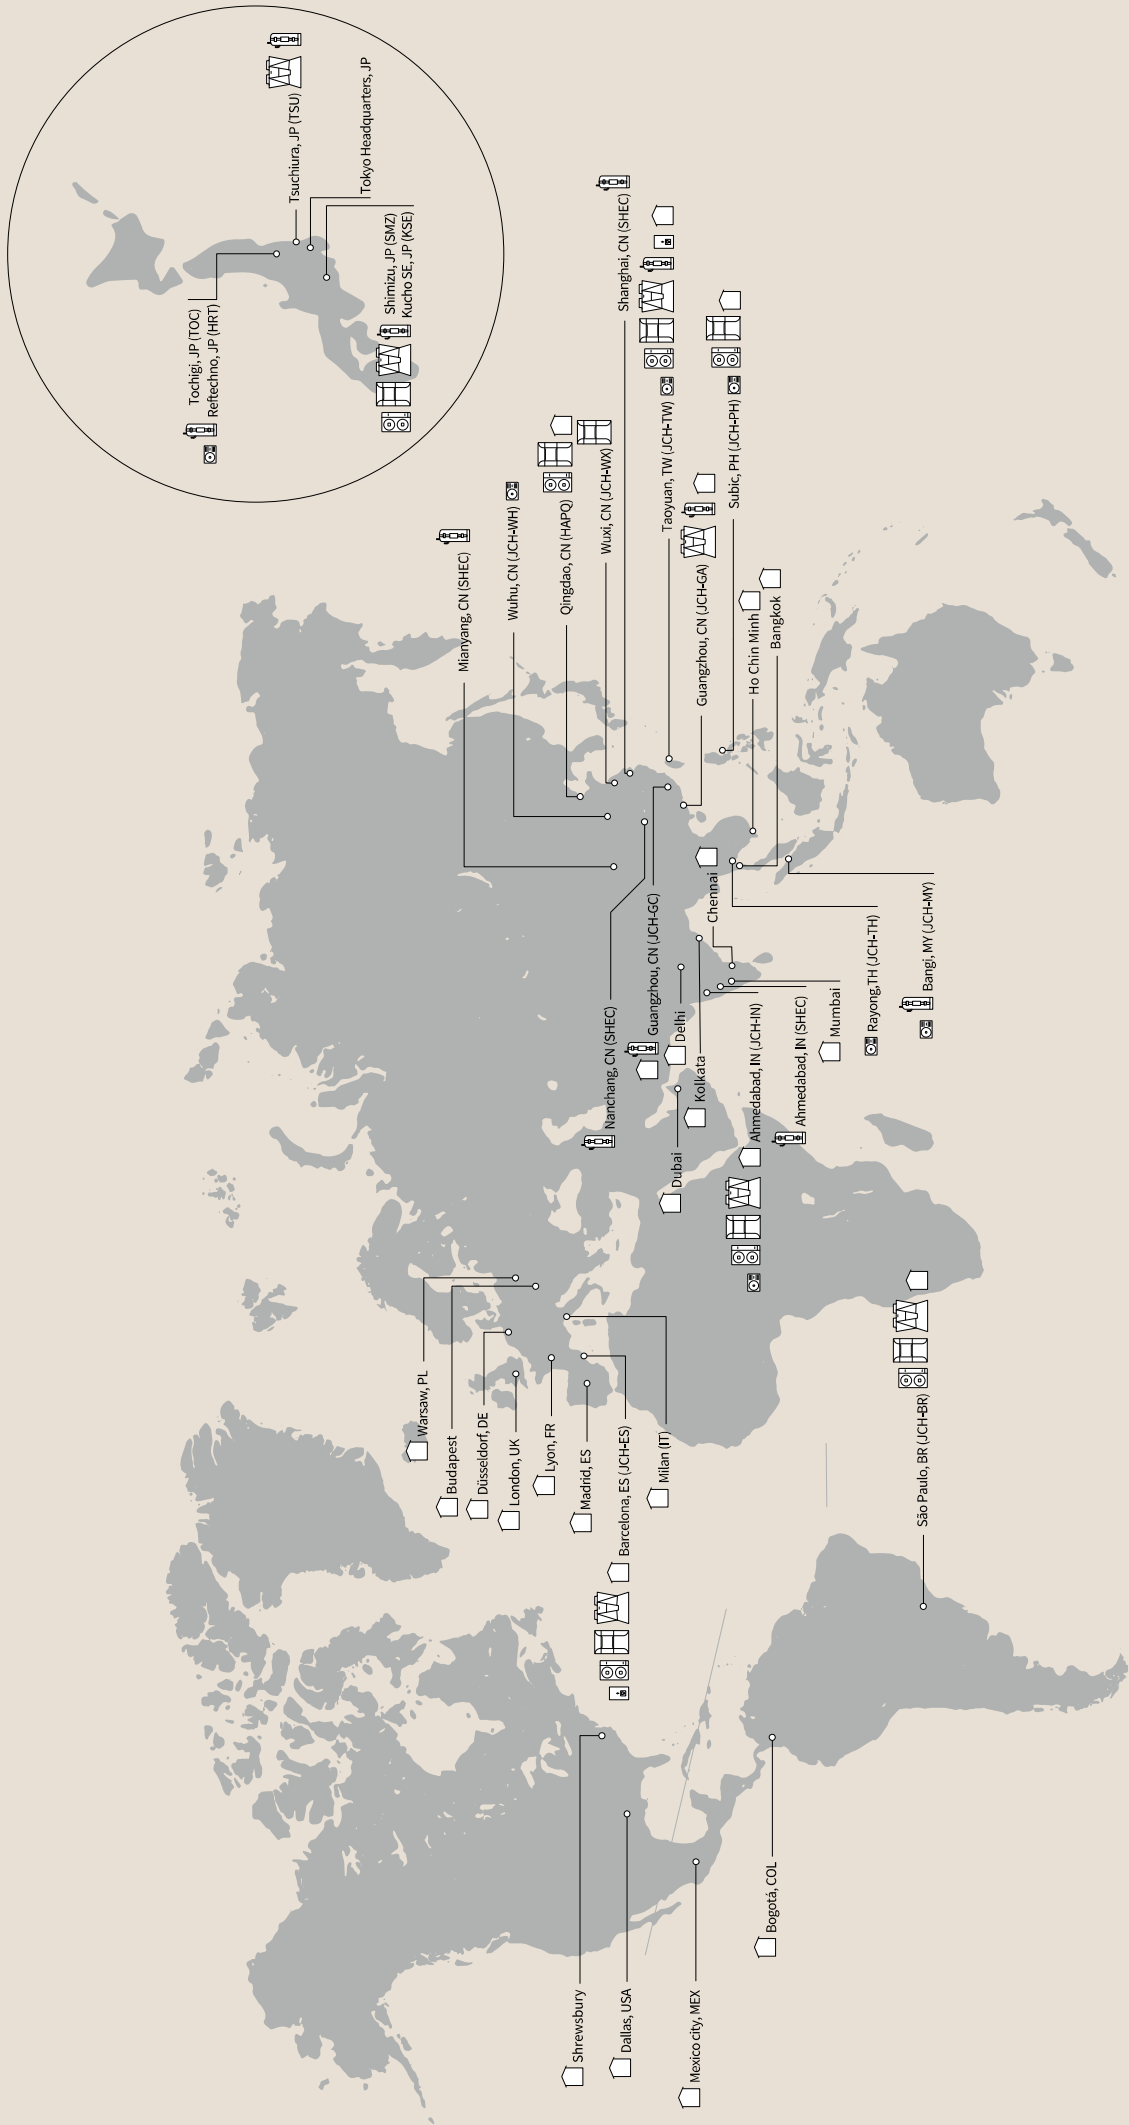 Shrewsbury
Dallas, USA
Mexico city, MEX
Bogotá, COL
São Paulo, BR (JCH-BR)
Warsaw, PL
Budapest
Düsseldorf, DE
London, UK
Lyon, FR
Madrid, ES
Barcelona, ES (JCH-ES)
Milan (IT)
Dubai
Nanchang, CN (SHEC)
Guangzhou, CN (JCH-GC)
Delhi
Kolkata
Ahmedabad, IN (JCH-IN)
Ahmedabad, IN (SHEC)
Mumbai
Chennai
Rayong,TH (JCH-TH)
Bangi, MY (JCH-MY)
Mianyang, CN (SHEC)
Wuhu, CN (JCH-WH)
Qingdao, CN (HAPQ)
Wuxi, CN (JCH-WX)
Shanghai, CN (SHEC)
Taoyuan, TW (JCH-TW)
Guangzhou, CN (JCH-GA)
Subic, PH (JCH-PH)
Ho Chin Minh
Bangkok
Tochigi, JP (TOC)
Reftechno, JP (HRT)
Tsuchiura, JP (TSU)
Tokyo Headquarters, JP
Shimizu, JP (SMZ)
Kucho SE, JP (KSE)